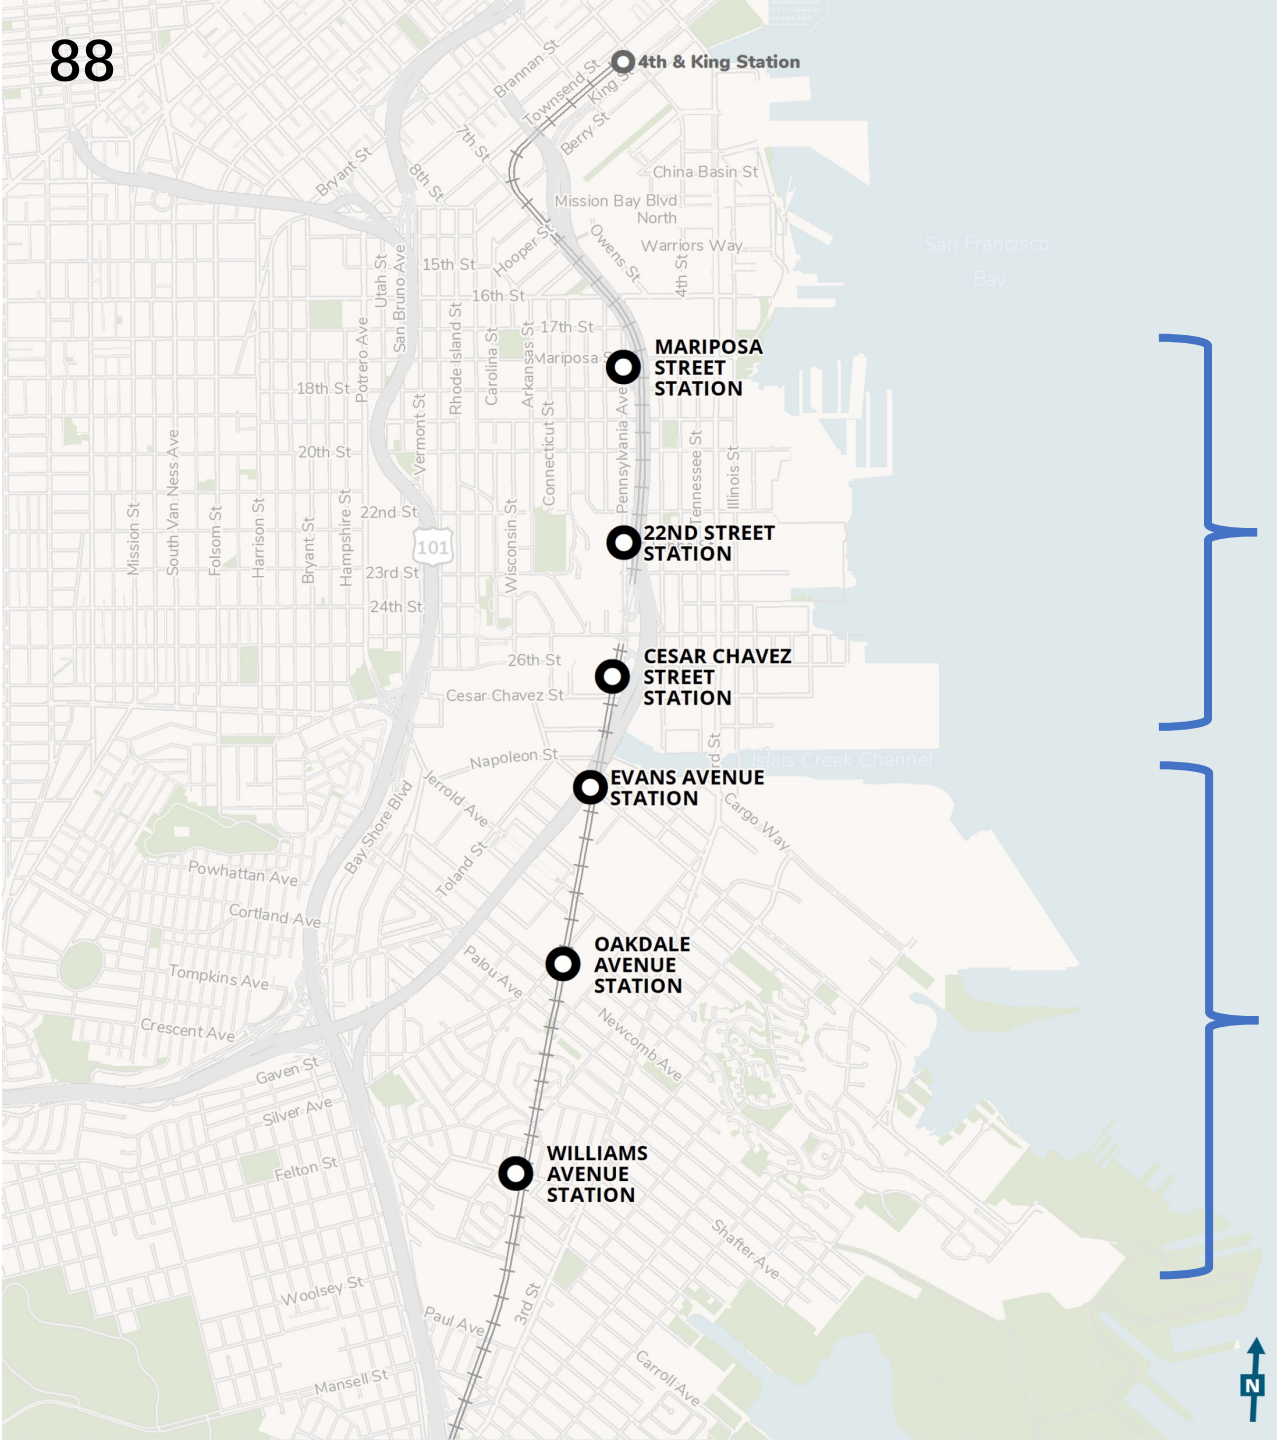 88
4th & King Station
Brannan St
Townsend St
King St
Berry St
7th St
8th St
Bryant St
China Basin St
Mission Bay Blvd
North
Warriors Way
Owens St
Hooper St
4th St
San Francisco
Bay
15th St
16th St
17th St
Mariposa S
18th St
20th St
22nd St
23rd St
24th St
26th St
Utah St
San Bruno Ave
Potrero Ave
Rhode Island St
Carolina St
Arkansas St
Vermont St
Connecticut St
Pennsylvania Ave
Tennessee St
Illinois St
Wisconsin St
Mission St
South Van Ness Ave
Folsom St
Harrison St
Bryant St
Hampshire St
101
MARIPOSA
STREET
STATION
22ND STREET
STATION
CESAR CHAVEZ
STREET
STATION
Cesar Chavez St
Napoleon St
Islais Creek Channel
EVANS AVENUE
STATION
Jerrold Ave
Cargo Way
Bay Shore Blvd
Toland St
Powhattan Ave
Cortland Ave
Tompkins Ave
Crescent Ave
Palou Ave
OAKDALE
AVENUE
STATION
Newcomb Ave
Gaven St
Silver Ave
Felton St
WILLIAMS
AVENUE
STATION
Shafter Ave
Woolsey St
3rd St
Paul Ave
Mansell St
Carroll Ave
N